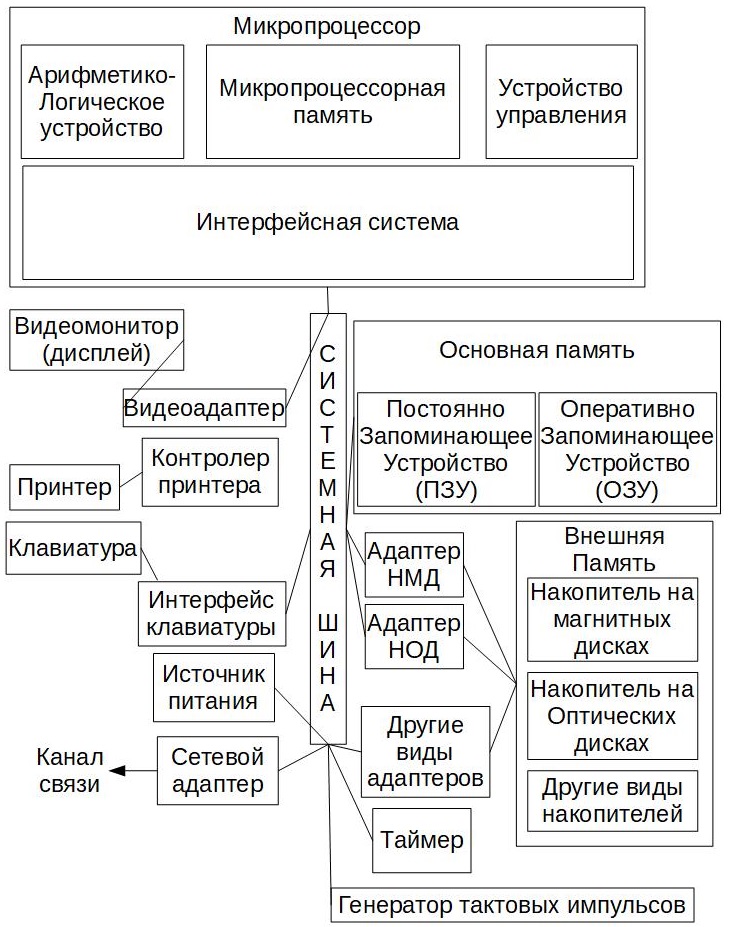 Микропроцессор
Арифметико-
Логическое
устройство
Микропроцессорная
память
Устройство
управления
Интерфейсная система
Видеомонитор
(дисплей)
Видеоадаптер
Контролер
принтера
Принтер
Клавиатура
Интерфейс
клавиатуры
Источник
питания
Сетевой
адаптер
Канал
связи
СИСТЕМНАЯ ШИНА
Основная память
Постоянно
Запоминающее
Устройство
(ПЗУ)
Оперативно
Запоминающее
Устройство
(ОЗУ)
Адаптер
НМД
Адаптер
НОД
Другие
виды
адаптеров
Таймер
Генератор тактовых импульсов
Внешняя
Память
Накопитель на
магнитных
дисках
Накопитель на
Оптических
дисках
Другие виды
накопителей